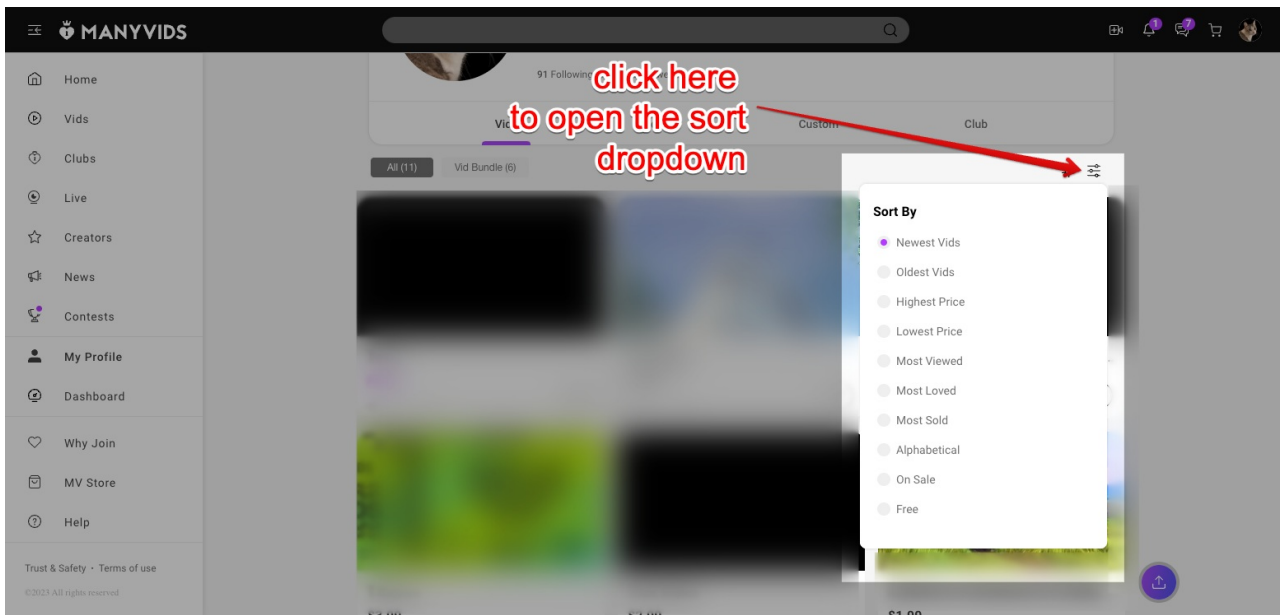 MANYVIDS
1
7
Home
Vids
Clubs
Live
Creators
News
Contests
My Profile
Dashboard
Why Join
MV Store
Help
Trust & Safety • Terms of use
©2023 All rights reserved
91 Following
click here
to open the sort
dropdown
Custom
Club
All (11)
Vid Bundle (6)
Sort By
Newest Vids
Oldest Vids
Highest Price
Lowest Price
Most Viewed
Most Loved
Most Sold
Alphabetical
On Sale
Free